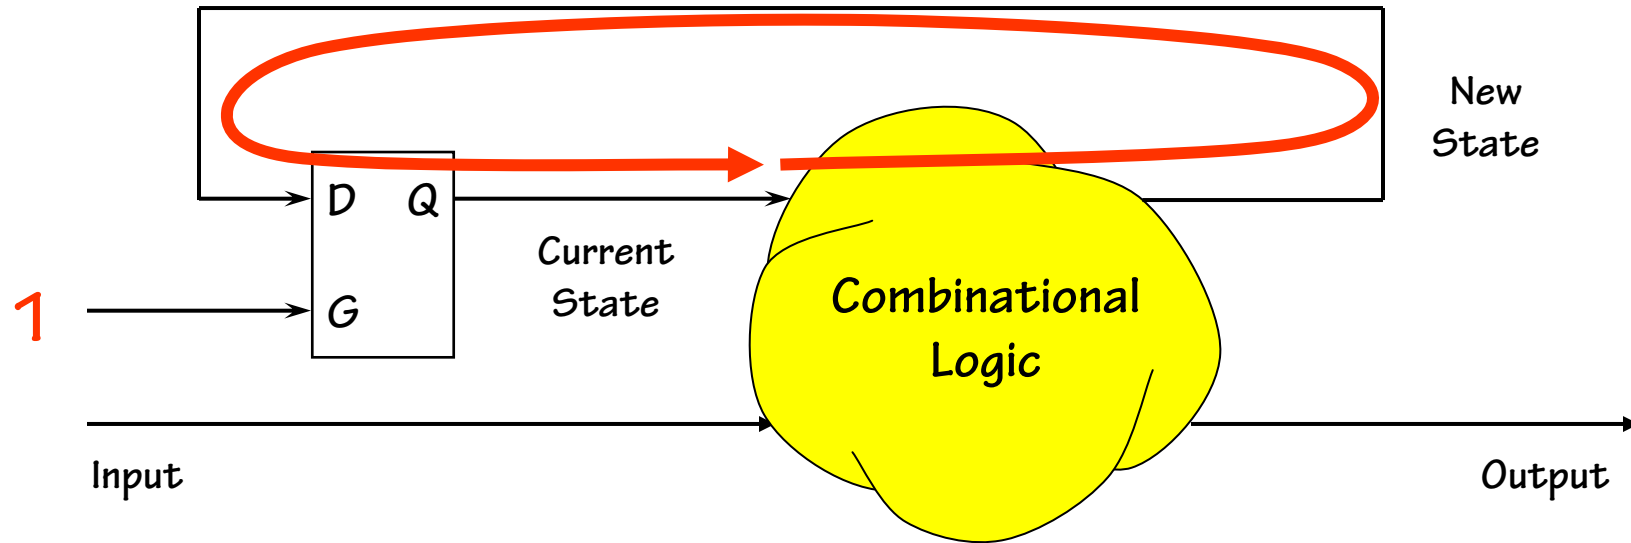 New
State
D Q
Current
State
G
1
Combinational
Logic
Input
Output